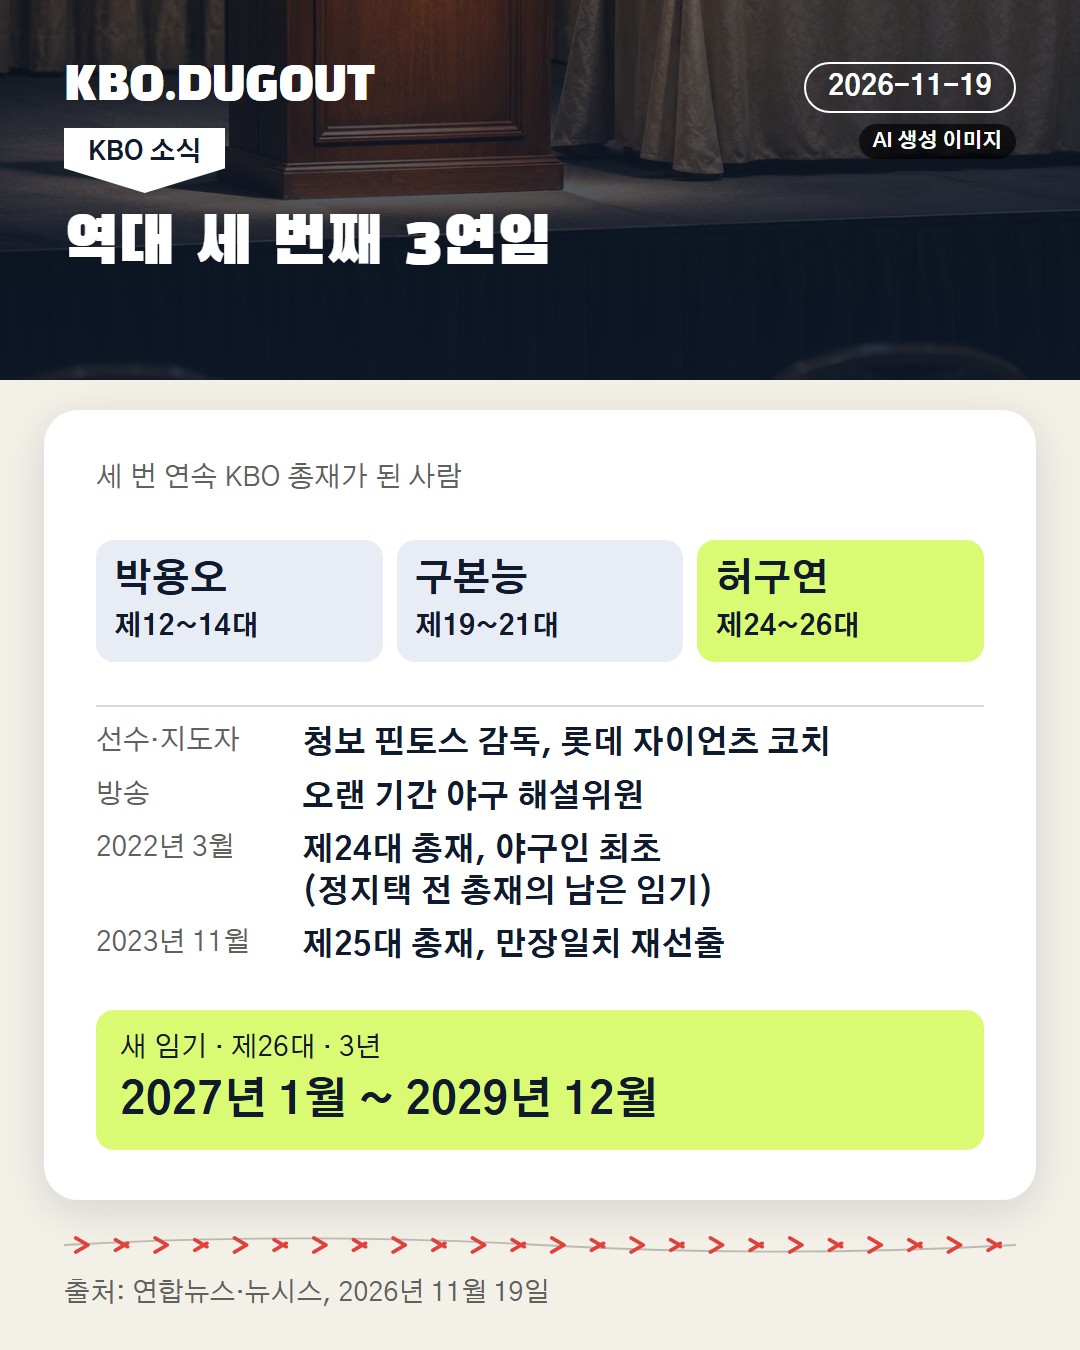 KBO.DUGOUT
2026-11-19
AI 생성 이미지
KBO 소식
역대 세 번째 3연임
세 번 연속 KBO 총재가 된 사람
박용오
제12~14대
구본능
제19~21대
허구연
제24~26대
선수·지도자 청보 핀토스 감독, 롯데 자이언츠 코치
방송 오랜 기간 야구 해설위원
2022년 3월 제24대 총재, 야구인 최초
(정지택 전 총재의 남은 임기)
2023년 11월 제25대 총재, 만장일치 재선출
새 임기 · 제26대 · 3년
2027년 1월 ~ 2029년 12월
출처: 연합뉴스·뉴시스, 2026년 11월 19일